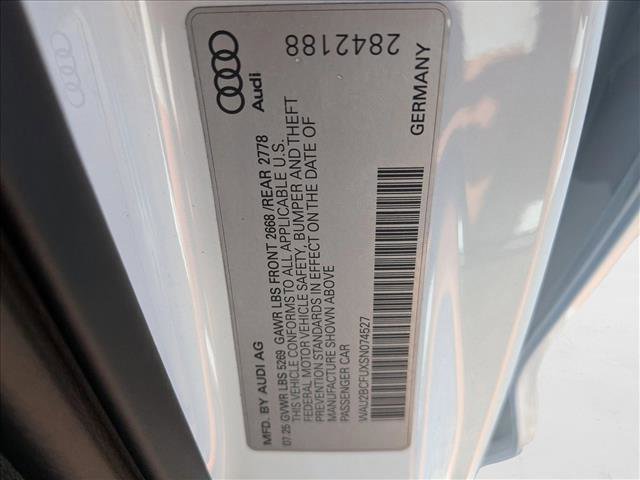 Audi
2842188
MFD. BY AUDI AG
GERMANY
07.25 GVWR LBS 5269 GAWR LBS FRONT 2668/REAR 2778
THIS VEHICLE CONFORMS TO ALL APPLICABLE U.S.
FEDERAL MOTOR VEHICLE SAFETY, BUMPER AND THEFT
PREVENTION STANDARDS IN EFFECT ON THE DATE OF
MANUFACTURE SHOWN ABOVE
PASSENGER CAR
WAU2BCFUXSN074527